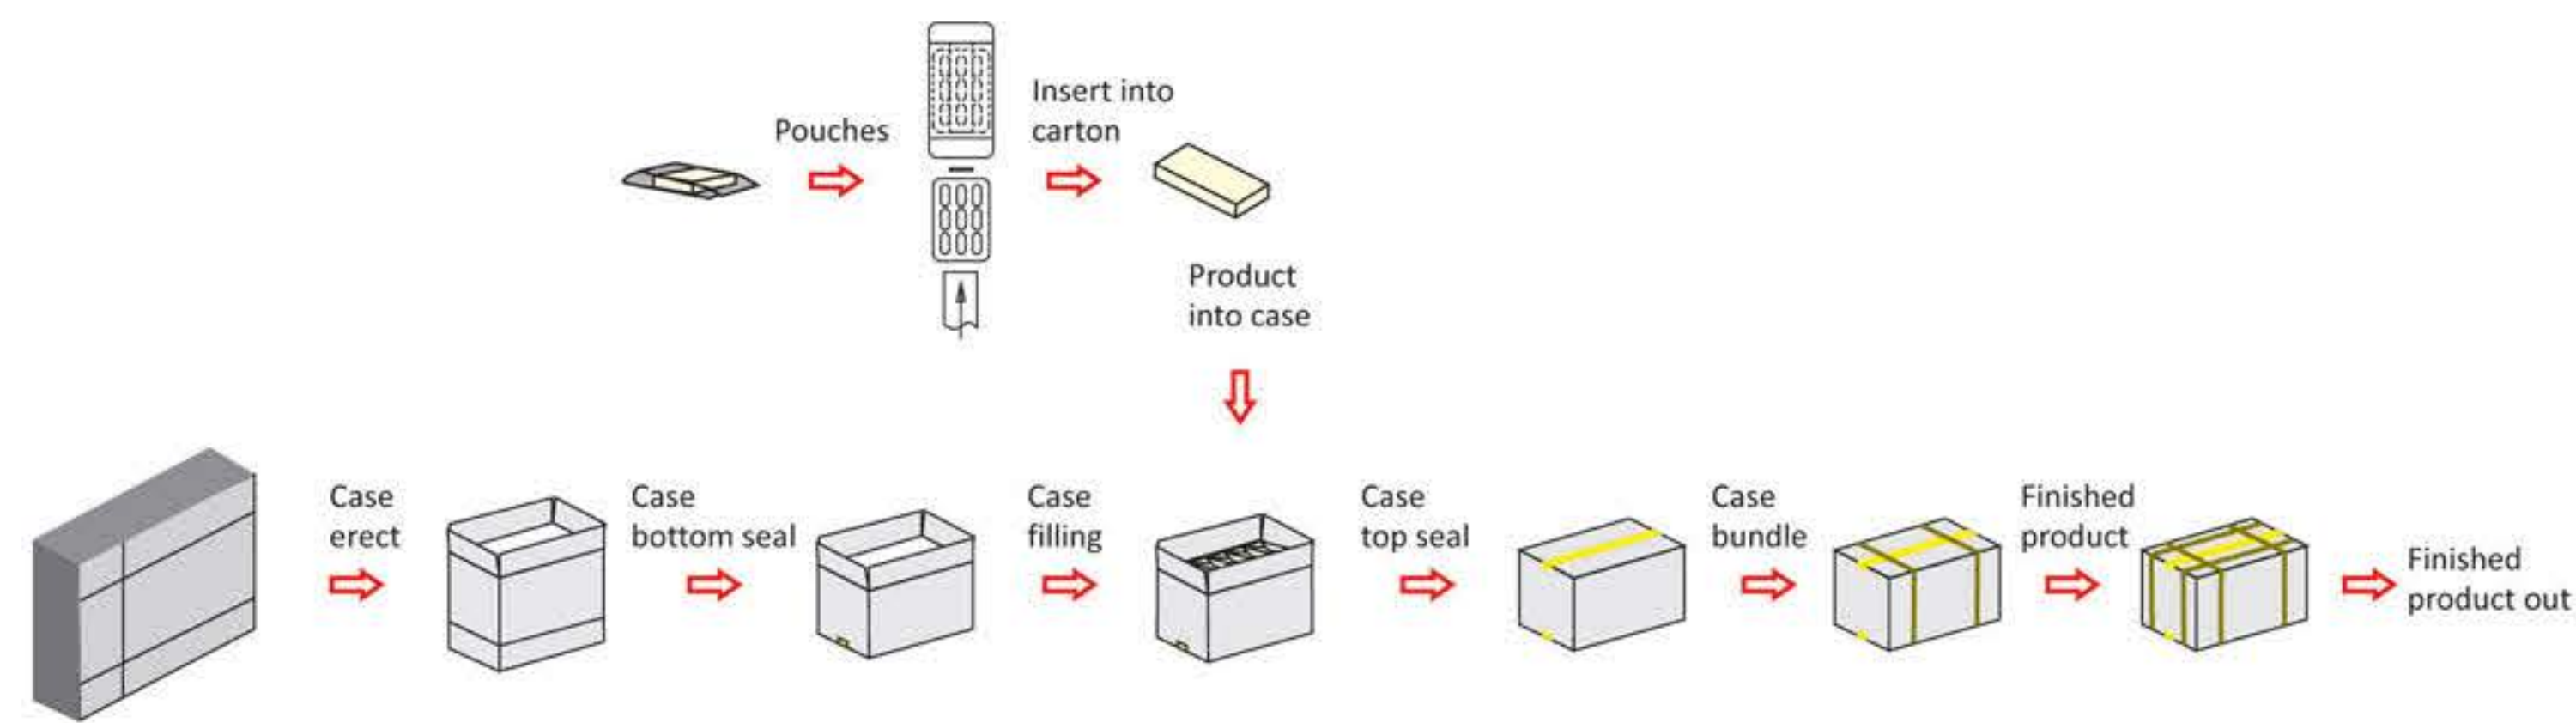 Pouches
Insert into
carton
Product
into case
Case
erect
Case
bottom seal
Case
filling
Case
top seal
Case
bundle
Finished
product
Finished
product out